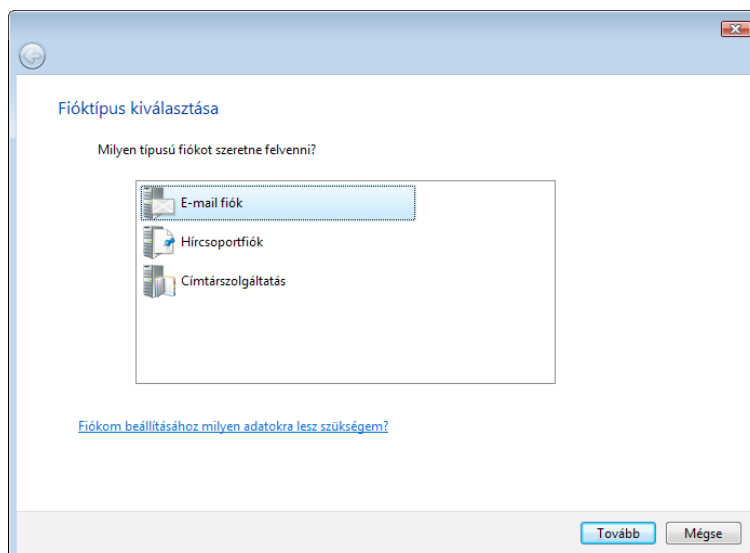 Fióktípus kiválasztása
Milyen típusú fiókot szeretne felvenni?
E-mail fiók
Hírcsoportfiók
Címtárszolgáltatás
Fiókom beállításához milyen adatokra lesz szükségem?
Tovább
Mégse